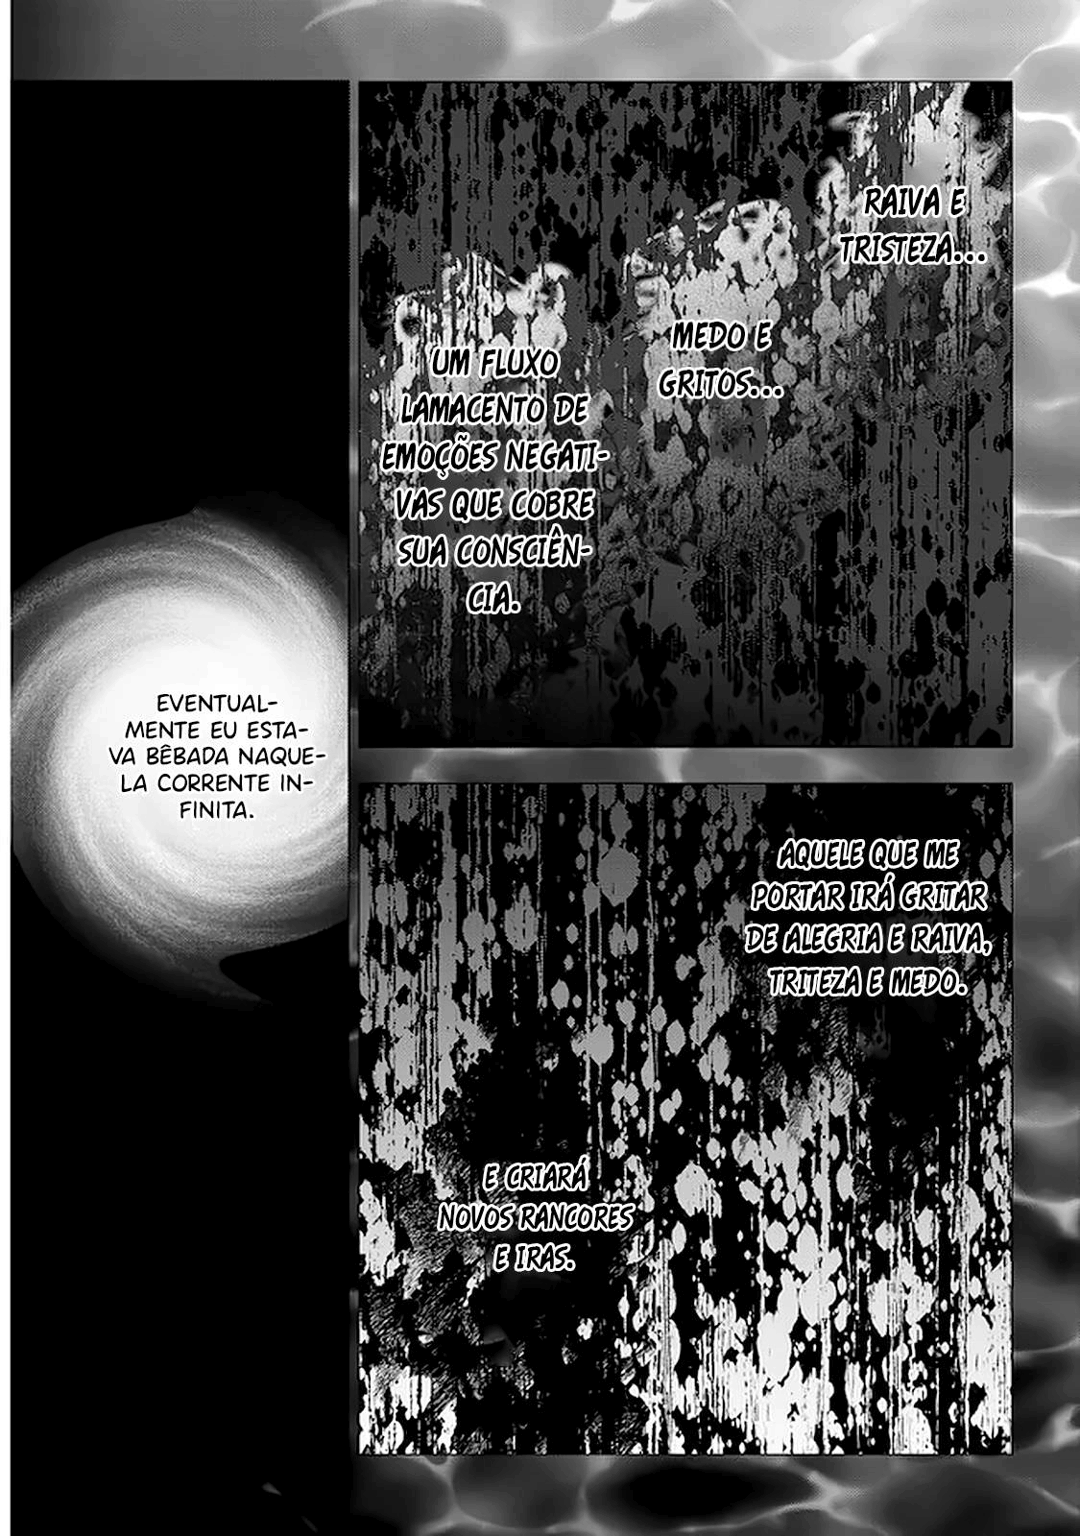 RAIVA E
TRISTEZA...
MEDO E
GRITOS...
UM FLUXO
LAMACENTO DE
EMOÇÕES NEGATI-
VAS QUE COBRE
SUA CONSCIÊN-
CIA.
AQUELE QUE ME
PORTAR IRÁ GRITAR
DE ALEGRIA E RAIVA,
TRITEZA E MEDO.
E CRIARÁ
NOVOS RANCORES
E IRAS.
EVENTUAL-
MENTE EU ESTA-
VA BÊBADA NAQUE-
LA CORRENTE IN-
FINITA.